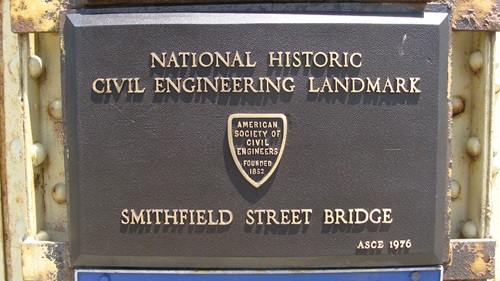 NATIONAL HISTORIC
CIVIL ENGINEERING LANDMARK
AMERICAN
SOCIETY OF
CIVIL
ENGINEERS
FOUNDED
1852
SMITHFIELD STREET BRIDGE
ASCE 1976